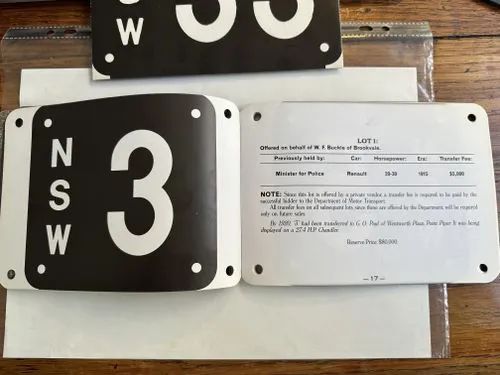 NSW
NSW
3
LOT 1:
Offered on behalf of W. F. Buckle of Brookvale.
Previously held by: Car: Horsepower: Era: Transfer Fee:
Minister for Police Renault 20-30 1915 $5,000
NOTE: Since this lot is offered by a private vendor a transfer fee is required to be paid by the
successful bidder to the Department of Motor Transport.
All transfer fees on all subsequent lots, since these are offered by the Department, will be required
only on future sales.
By 1930, '3' had been transferred to G. O. Paul of Wentworth Place, Point Piper. It was being
displayed on a 27.4 H.P. Chandler.
Reserve Price $80,000.
—17—